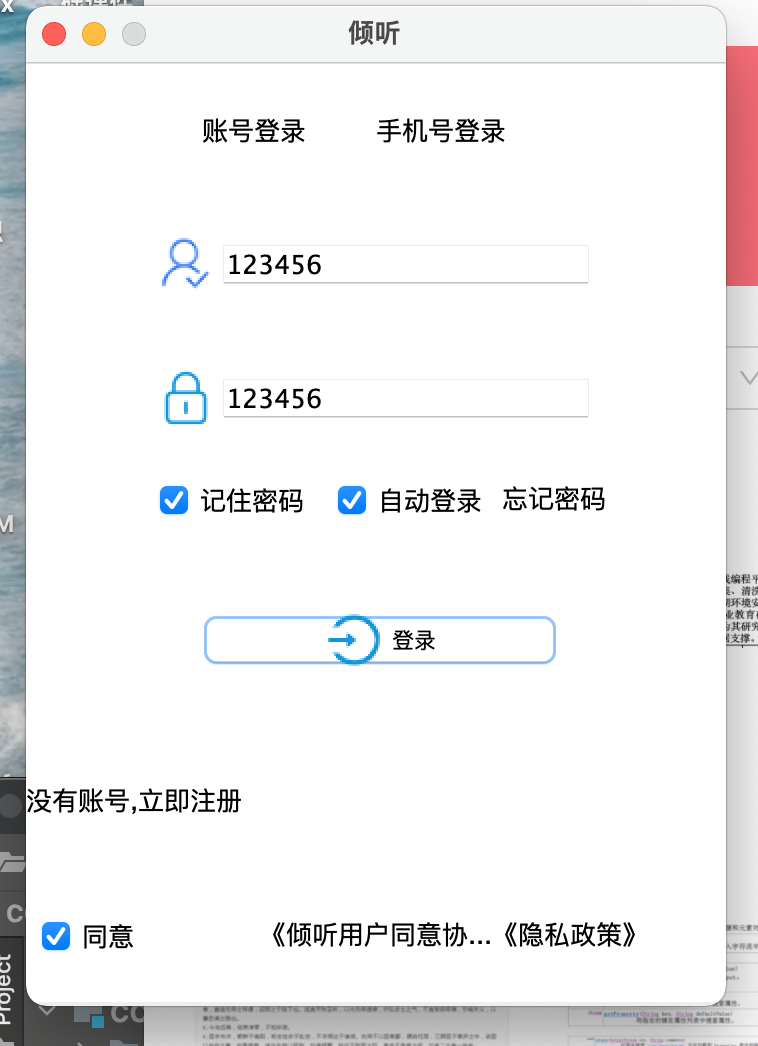 倾听
账号登录 手机号登录
123456
123456
记住密码 自动登录 忘记密码
登录
没有账号,立即注册
同意 《倾听用户同意协...《隐私政策》
Project